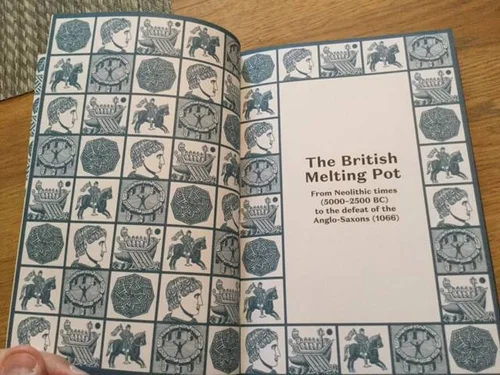 The British
Melting Pot
From Neolithic times
(5000–2500 BC)
to the defeat of the
Anglo-Saxons (1066)